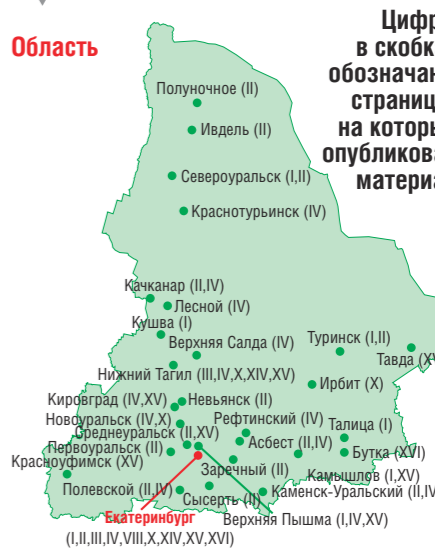 Область
Цифр
в скобк
обозначаю
страниц
на которы
опубликова
материа
Полуночное (II)
Ивдель (II)
Североуральск (I,II)
Краснотурьинск (IV)
Качканар (II,IV)
Лесной (IV)
Кушва (I)
Верхняя Салда (IV)
Туринск (I,II)
Тавда (XV
Нижний Тагил (III,IV,X,XIV,XV)
Ирбит (X)
Кировград (IV,XV)
Невьянск (II)
Новоуральск (IV,X)
Рефтинский (IV)
Талица (I)
Среднеуральск (II,XV)
Асбест (II,IV)
Первоуральск (II)
Бутка (XVI)
Красноуфимск (XV)
Заречный (II)
Камышлов (I,XV)
Полевской (II,IV)
Сысерть (II)
Каменск-Уральский (II,IV
Екатеринбург
(I,II,III,IV,VIII,X,XIV,XV,XVI)
Верхняя Пышма (I,IV,XV)